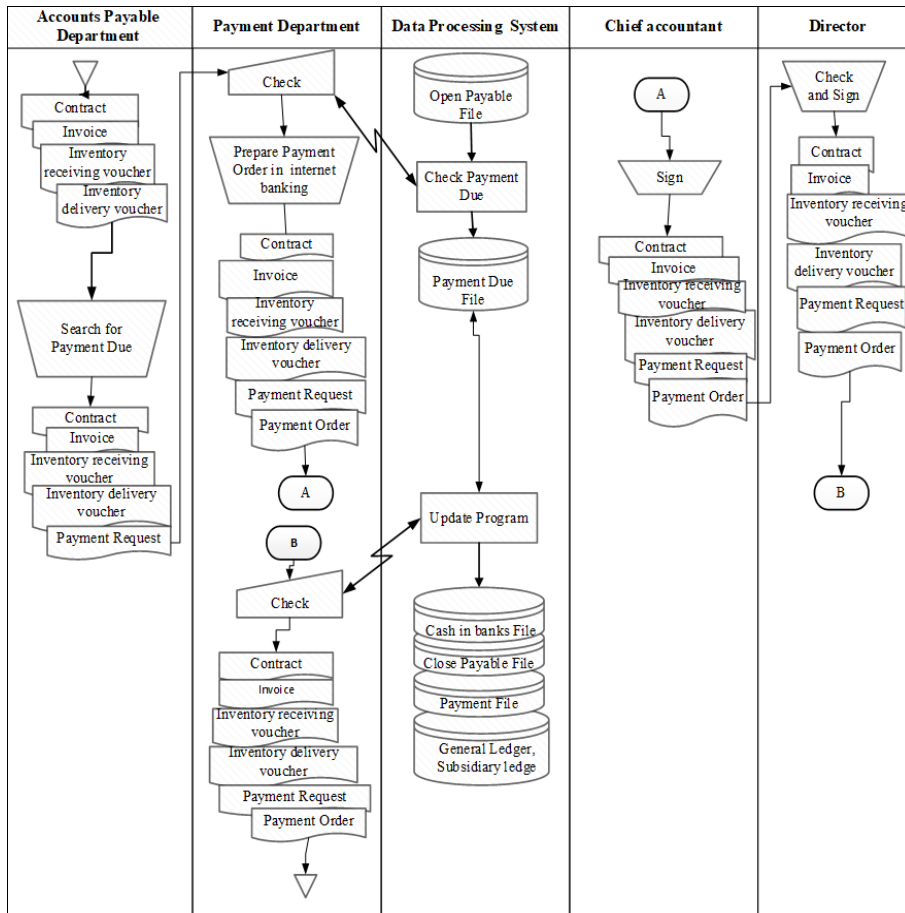 Accounts Payable
Department
Payment Department
Data Processing System
Chief accountant
Director
Contract
Invoice
Inventory
receiving voucher
Inventory
delivery voucher
Search for
Payment Due
Contract
Invoice
Inventory receiving
voucher
Inventory delivery
voucher
Payment Request
Check
Prepare Payment
Order in internet
banking
Contract
Invoice
Inventory
receiving voucher
Inventory delivery
voucher
Payment Request
Payment Order
A
B
Check
Contract
Invoice
Inventory receiving
voucher
Inventory delivery
voucher
Payment Request
Payment Order
Open Payable
File
Check Payment
Due
Payment Due
File
Update Program
Cash in banks File
Close Payable File
Payment File
General Ledger,
Subsidiary ledge
A
Sign
Contract
Invoice
Inventory receiving
voucher
Inventory delivery
voucher
Payment Request
Payment Order
Check
and Sign
Contract
Invoice
Inventory receiving
voucher
Inventory
delivery voucher
Payment Request
Payment Order
B